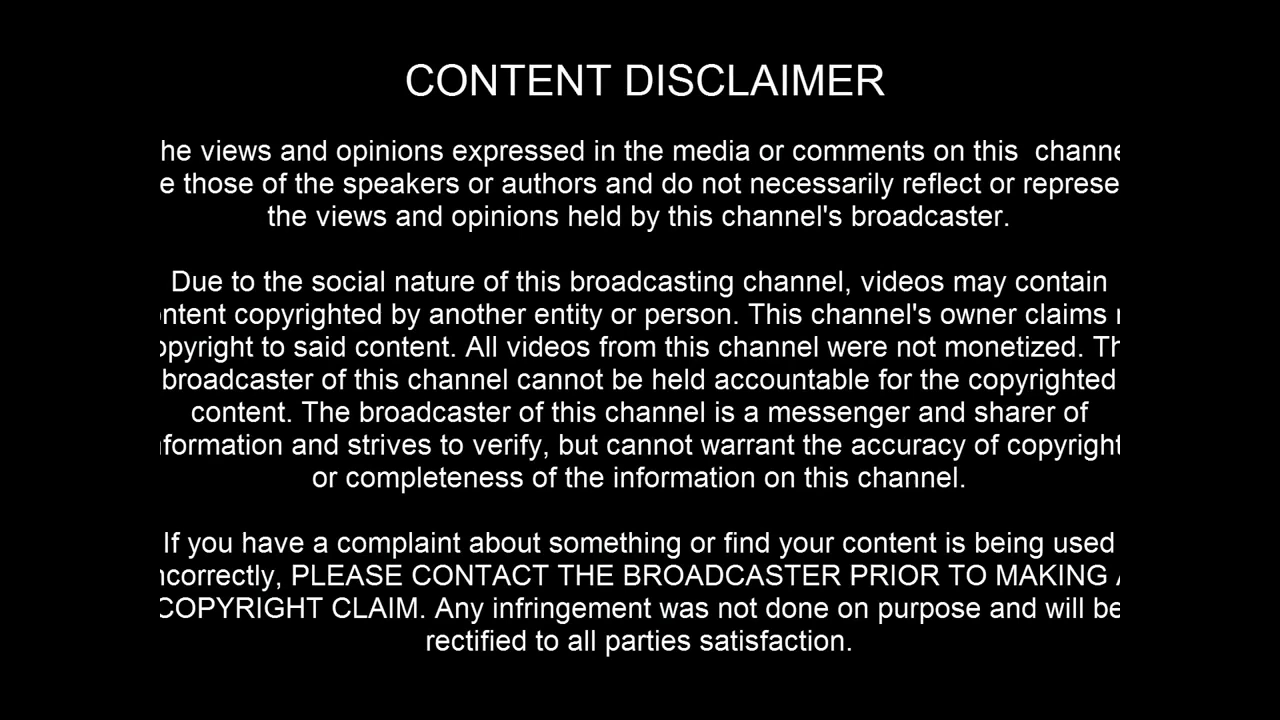 CONTENT DISCLAIMER
he views and opinions expressed in the media or comments on this channe
e those of the speakers or authors and do not necessarily reflect or represe
the views and opinions held by this channel's broadcaster.
Due to the social nature of this broadcasting channel, videos may contain
ntent copyrighted by another entity or person. This channel's owner claims
opyright to said content. All videos from this channel were not monetized. Th
broadcaster of this channel cannot be held accountable for the copyrighted
content. The broadcaster of this channel is a messenger and sharer of
formation and strives to verify, but cannot warrant the accuracy of copyright
or completeness of the information on this channel.
If you have a complaint about something or find your content is being used
ncorrectly, PLEASE CONTACT THE BROADCASTER PRIOR TO MAKING A
COPYRIGHT CLAIM. Any infringement was not done on purpose and will be
rectified to all parties satisfaction.